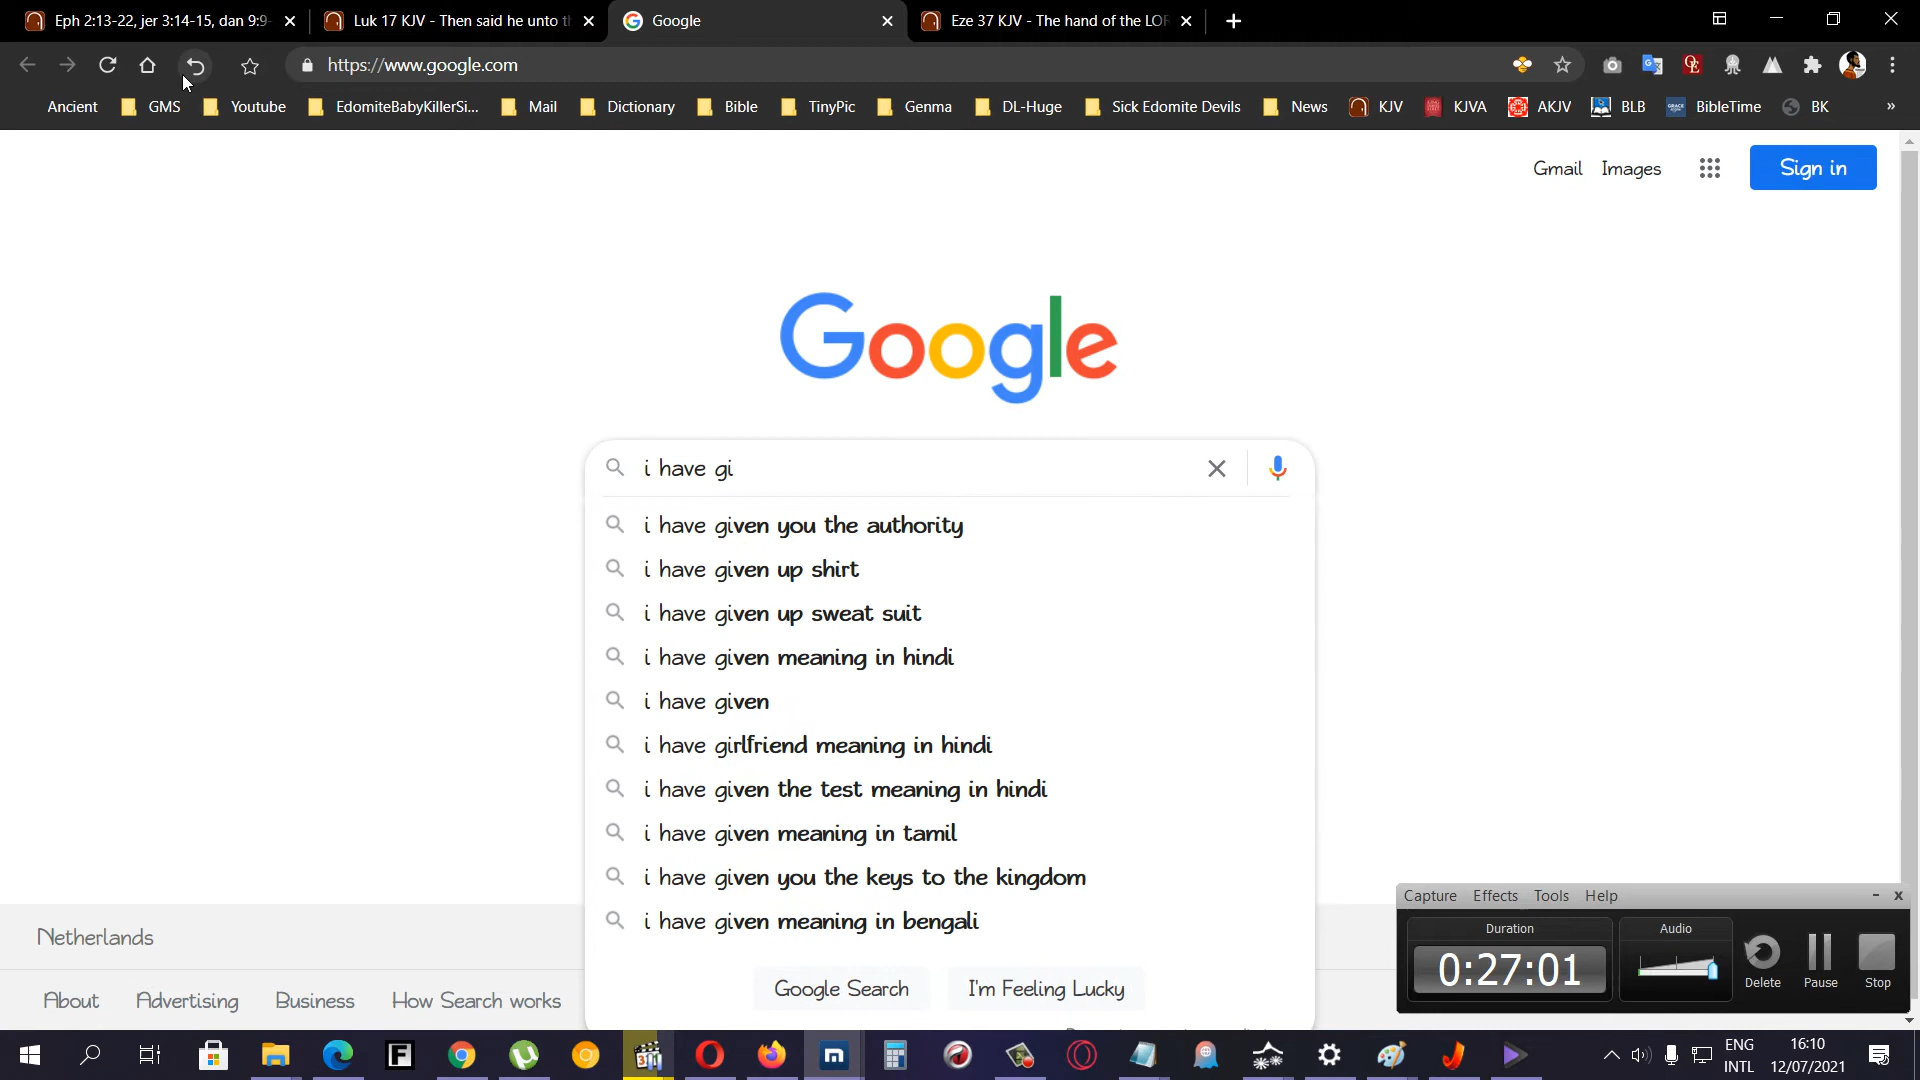 Eph 2:13-22, jer 3:14-15, dan 9:9-
Luk 17 KJV - Then said he unto t
Google
Eze 37 KJV - The hand of the LOR
https://www.google.com
Ancient GMS Youtube EdomiteBabyKillerSi... Mail Dictionary Bible TinyPic Genma DL-Huge Sick Edomite Devils News KJV KJVA AKJV BLB BibleTime BK »
Gmail Images Sign in
Google
i have gi
i have given you the authority
i have given up shirt
i have given up sweat suit
i have given meaning in hindi
i have given
i have girlfriend meaning in hindi
i have given the test meaning in hindi
i have given meaning in tamil
i have given you the keys to the kingdom
i have given meaning in bengali
Google Search I'm Feeling Lucky
Netherlands
About Advertising Business How Search works
Capture Effects Tools Help
Duration Audio
0:27:01
Delete Pause Stop
ENG
INTL
16:10
12/07/2021